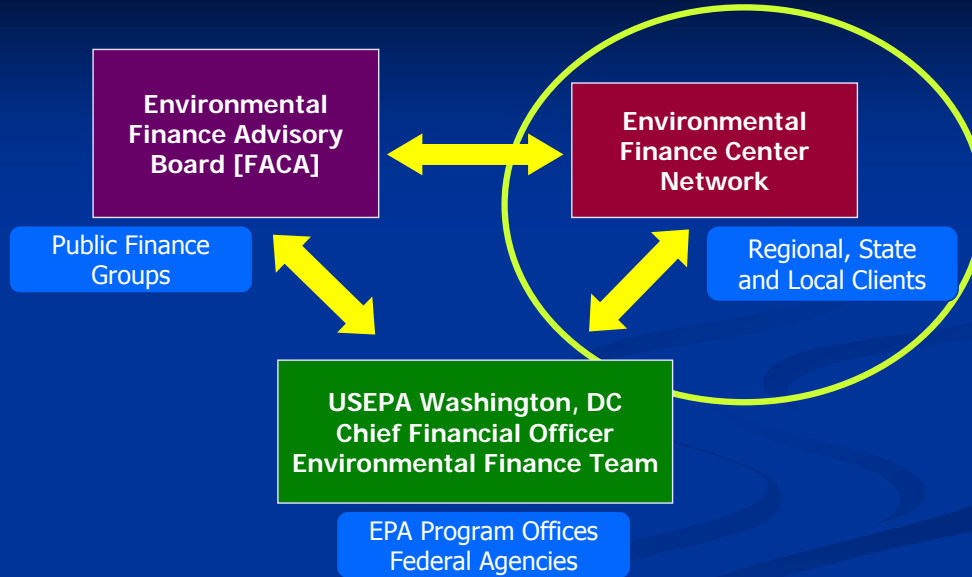 Environmental
Finance Advisory
Board [FACA]
Environmental
Finance Center
Network
Public Finance
Groups
Regional, State
and Local Clients
USEPA Washington, DC
Chief Financial Officer
Environmental Finance Team
EPA Program Offices
Federal Agencies